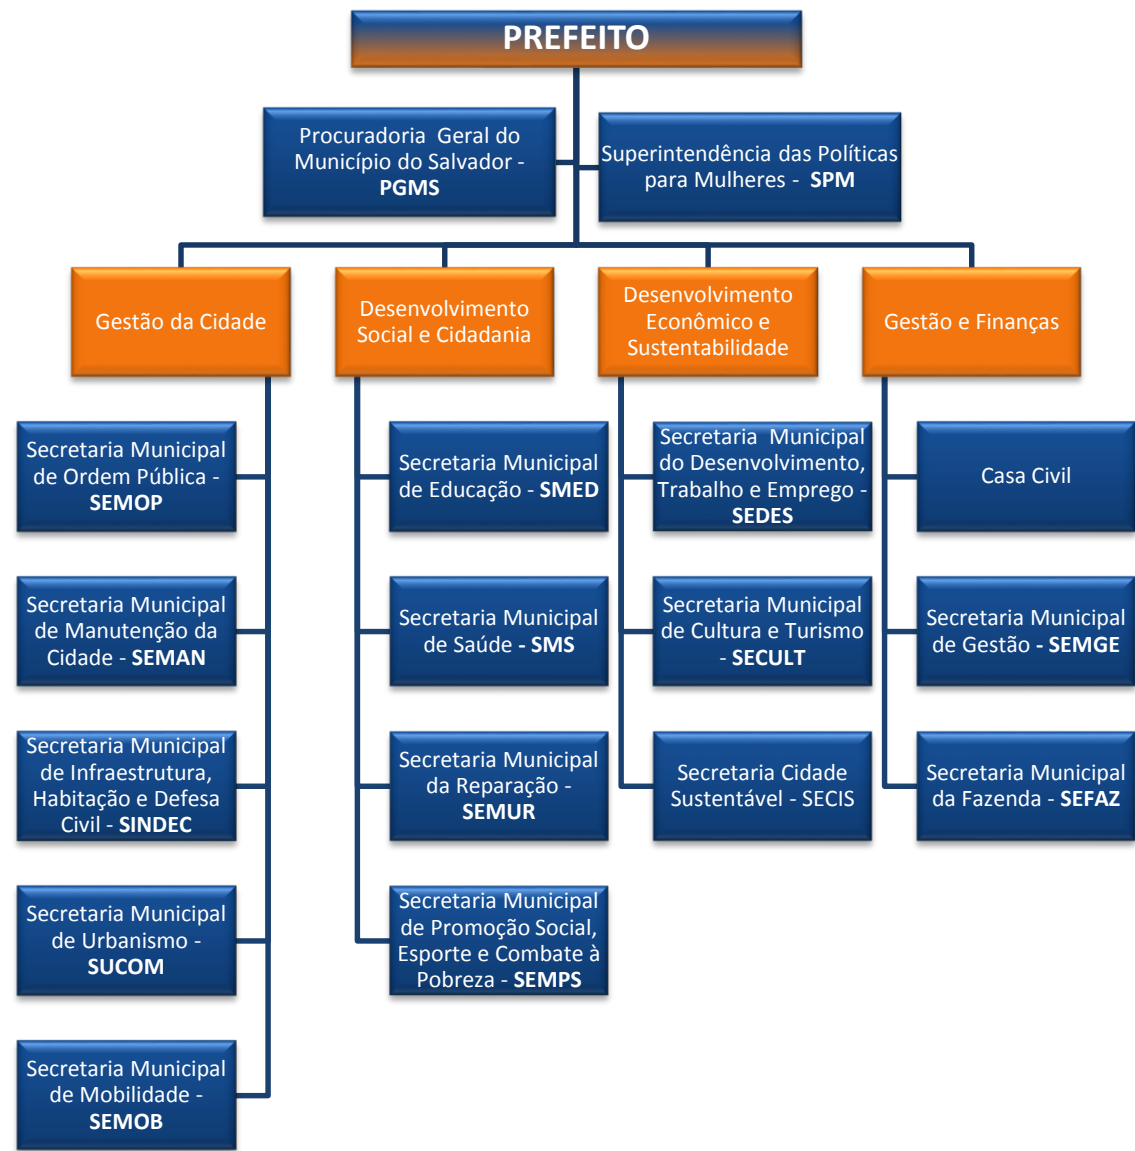 PREFEITO
Procuradoria Geral do
Município do Salvador -
PGMS
Superintendência das Políticas
para Mulheres - SPM
Gestão da Cidade
Desenvolvimento
Social e Cidadania
Desenvolvimento
Econômico e
Sustentabilidade
Gestão e Finanças
Secretaria Municipal
de Ordem Pública -
SEMOP
Secretaria Municipal
de Manutenção da
Cidade - SEMAN
Secretaria Municipal
de Infraestrutura,
Habitação e Defesa
Civil - SINDEC
Secretaria Municipal
de Urbanismo -
SUCOM
Secretaria Municipal
de Mobilidade -
SEMOB
Secretaria Municipal
de Educação - SMED
Secretaria Municipal
de Saúde - SMS
Secretaria Municipal
da Reparação -
SEMUR
Secretaria Municipal
de Promoção Social,
Esporte e Combate à
Pobreza - SEMPS
Secretaria Municipal
do Desenvolvimento,
Trabalho e Emprego -
SEDES
Secretaria Municipal
de Cultura e Turismo
- SECULT
Secretaria Cidade
Sustentável - SECIS
Casa Civil
Secretaria Municipal
de Gestão - SEMGE
Secretaria Municipal
da Fazenda - SEFAZ